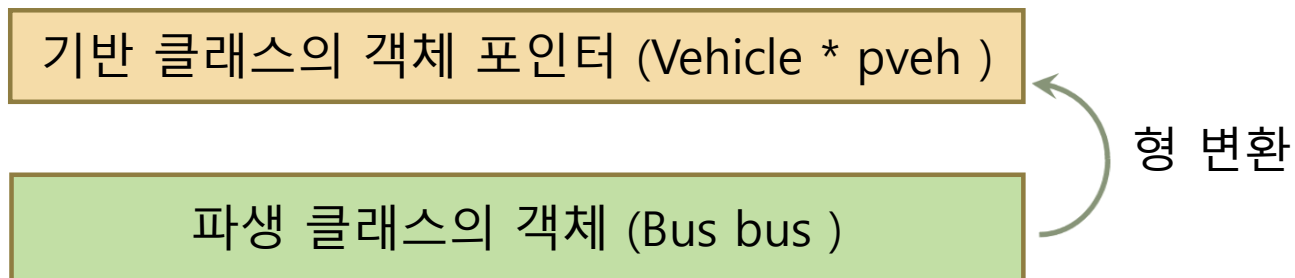 기반 클래스의 객체 포인터 (Vehicle * pveh )
형 변환
파생 클래스의 객체 (Bus bus )